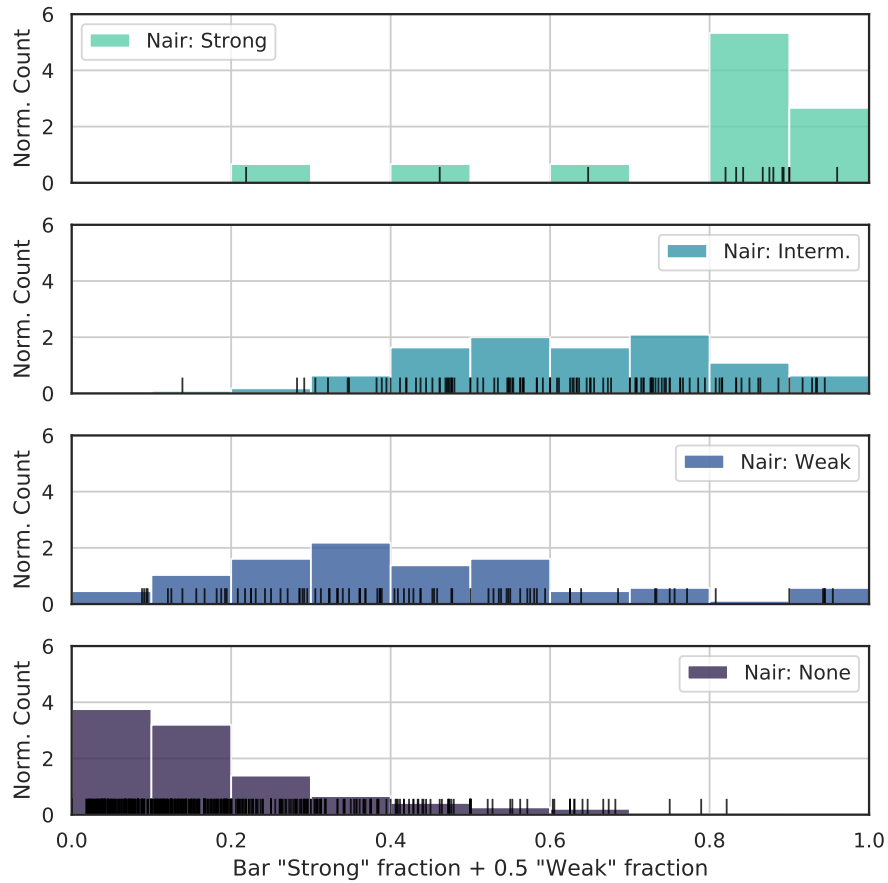 6
Nair: Strong
4
2
0
Norm. Count
6
Nair: Interm.
4
2
0
Norm. Count
6
Nair: Weak
4
2
0
Norm. Count
6
Nair: None
4
2
0
Norm. Count
0.0 0.2 0.4 0.6 0.8 1.0
Bar "Strong" fraction + 0.5 "Weak" fraction